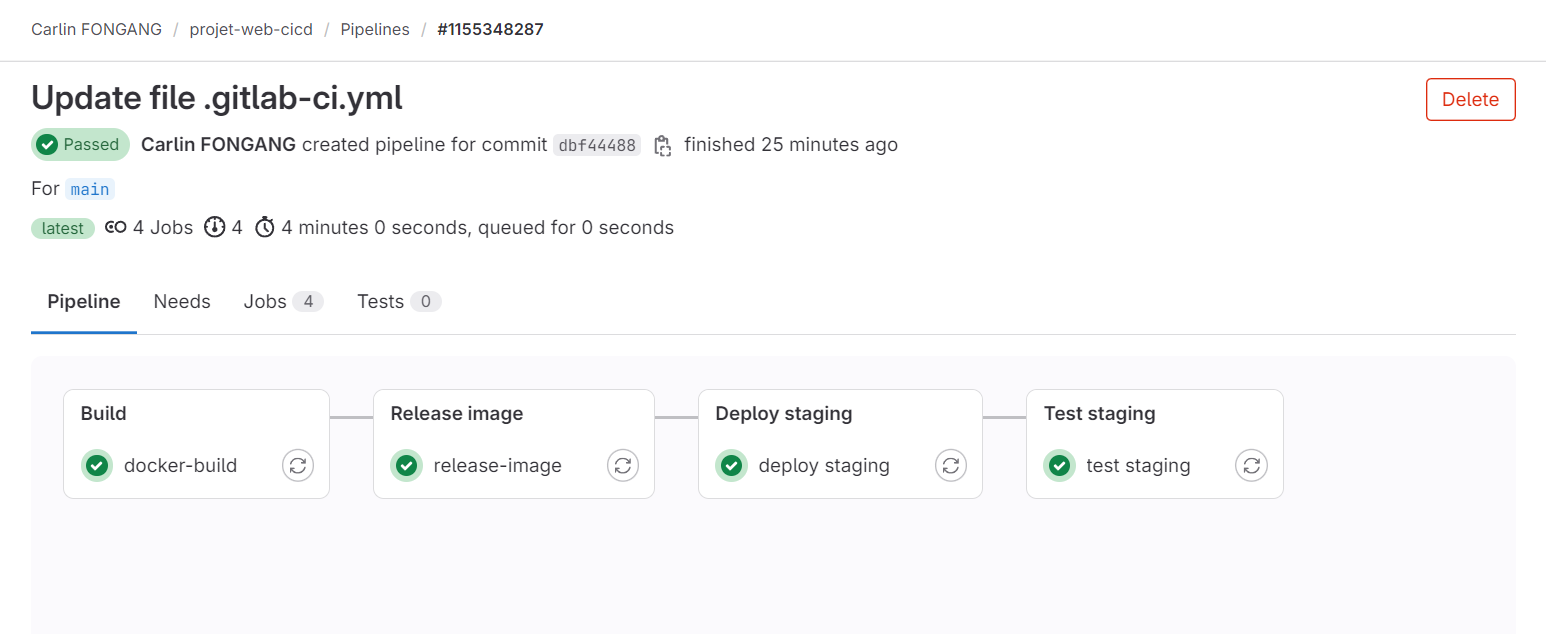 Carlin FONGANG / projet-web-cicd / Pipelines / #1155348287
Update file .gitlab-ci.yml
Delete
Passed Carlin FONGANG created pipeline for commit dbf44488 finished 25 minutes ago
For main
latest 4 Jobs 4 4 minutes 0 seconds, queued for 0 seconds
Pipeline Needs Jobs 4 Tests 0
Build
docker-build
Release image
release-image
Deploy staging
deploy staging
Test staging
test staging